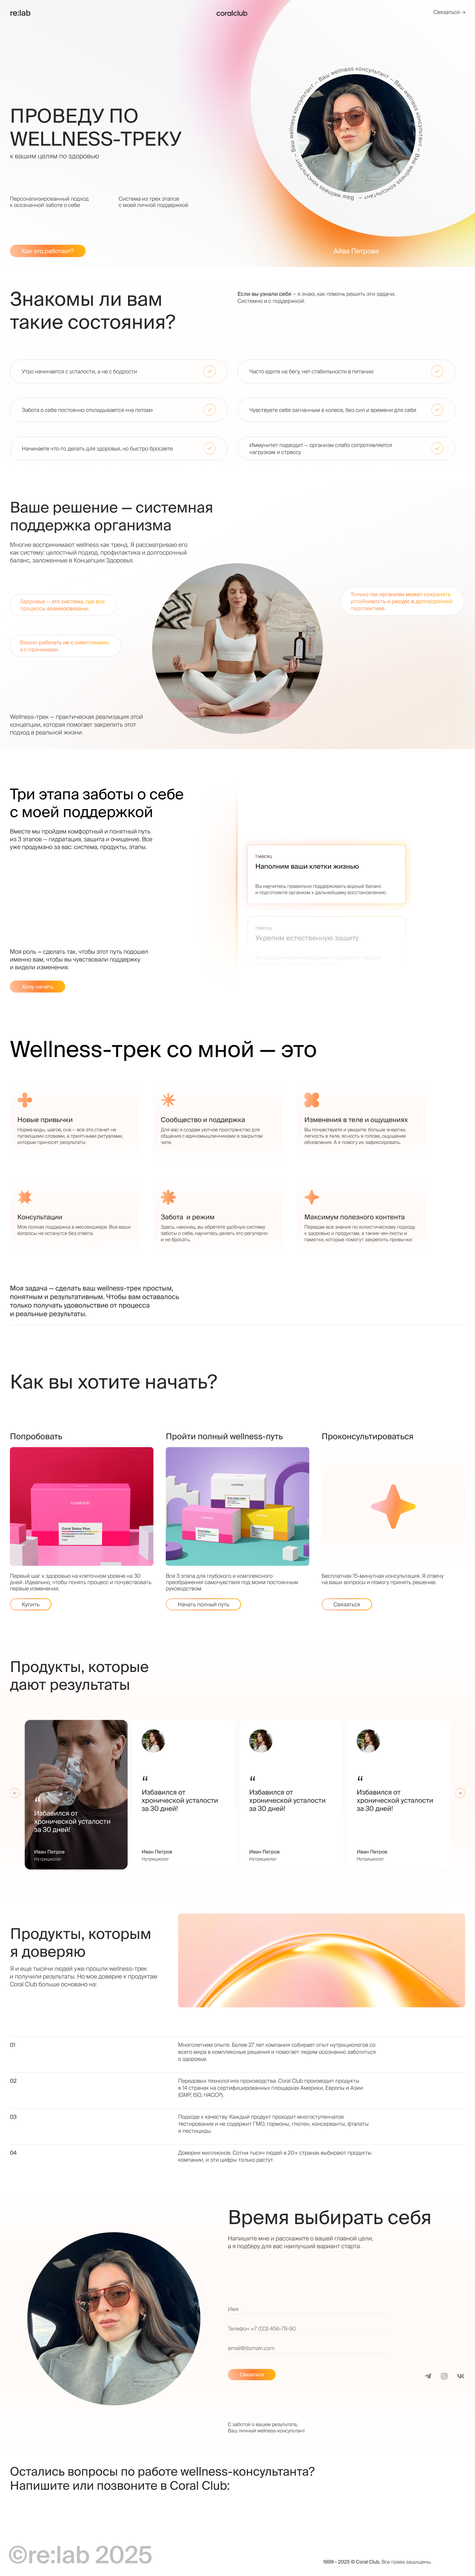 re:lab
coralclub
Связаться →
— Ваш wellness консультант — Ваш wellness консультант — Ваш wellness консультант — Ваш wellness консультант
ПРОВЕДУ ПО
WELLNESS-ТРЕКУ
к вашим целям по здоровью
Персонализированный подход
к осознанной заботе о себе
Система из трех этапов
с моей личной поддержкой
Как это работает?
Айва Петрова
Знакомы ли вам
такие состояния?
Если вы узнали себя — я знаю, как помочь решить эти задачи.
Системно и с поддержкой.
Утро начинается с усталости, а не с бодрости
Часто едите на бегу, нет стабильности в питании
Забота о себе постоянно откладывается «на потом»
Чувствуете себя загнанным в колесе, без сил и времени для себя
Начинаете что-то делать для здоровья, но быстро бросаете
Иммунитет подводит — организм слабо сопротивляется
нагрузкам и стрессу
Ваше решение — системная
поддержка организма
Многие воспринимают wellness как тренд. Я рассматриваю его
как систему: целостный подход, профилактика и долгосрочный
баланс, заложенные в Концепции Здоровья.
Здоровье — это система, где все
процессы взаимосвязаны.
Только так организм может сохранять
устойчивость и ресурс в долгосрочной
перспективе.
Важно работать не с симптомами,
а с причинами.
Wellness-трек — практическая реализация этой
концепции, которая помогает закрепить этот
подход в реальной жизни.
Три этапа заботы о себе
с моей поддержкой
Вместе мы пройдем комфортный и понятный путь
из 3 этапов — гидратация, защита и очищение. Все
уже продумано за вас: система, продукты, этапы.
1 месяц
Наполним ваши клетки жизнью
Вы научитесь правильно поддерживать водный баланс
и подготовите организм к дальнейшему восстановлению.
1 месяц
Укрепим естественную защиту
Моя роль — сделать так, чтобы этот путь подошел
именно вам, чтобы вы чувствовали поддержку
и видели изменения.
Хочу начать
Wellness-трек со мной — это
Новые привычки
Норма воды, шагов, сна — все это станет не
пугающими словами, а приятными ритуалами,
которые приносят результаты.
Сообщество и поддержка
Для вас я создам уютное пространство для
общения с единомышленниками в закрытом
чате.
Изменения в теле и ощущениях
Вы почувствуете и увидите: больше энергии,
легкость в теле, ясность в голове, ощущение
обновления. А я помогу их зафиксировать.
Консультации
Моя полная поддержка в мессенджере. Все ваши
вопросы не останутся без ответа.
Забота и режим
Здесь, наконец, вы обретете удобную систему
заботы о себе, научитесь делать это регулярно
и не бросать.
Максимум полезного контента
Передам все знания по холистическому подходу
к здоровью и продуктам, а также чек-листы и
памятки, которые помогут закрепить привычки.
Моя задача — сделать ваш wellness-трек простым,
понятным и результативным. Чтобы вам оставалось
только получать удовольствие от процесса
и реальные результаты.
Как вы хотите начать?
Попробовать
Пройти полный wellness-путь
Проконсультироваться
coralclub
Coral Detox Plus
Первый шаг к здоровью на клеточном уровне на 30
дней. Идеально, чтобы понять процесс и почувствовать
первые изменения.
Купить
Все 3 этапа для глубокого и комплексного
преображения самочувствия под моим постоянным
руководством.
Начать полный путь
Бесплатная 15-минутная консультация. Я отвечу
на ваши вопросы и помогу принять решение.
Связаться
Продукты, которые
дают результаты
“
Избавился от
хронической усталости
за 30 дней!
Иван Петров
Нутрициолог
“
Избавился от
хронической усталости
за 30 дней!
Иван Петров
Нутрициолог
“
Избавился от
хронической усталости
за 30 дней!
Иван Петров
Нутрициолог
“
Избавился от
хронической усталости
за 30 дней!
Иван Петров
Нутрициолог
Продукты, которым
я доверяю
Я и еще тысячи людей уже прошли wellness-трек
и получили результаты. Но мое доверие к продуктам
Coral Club больше основано на:
01
Многолетнем опыте. Более 27 лет компания собирает опыт нутрициологов со
всего мира в комплексные решения и помогает людям осознанно заботиться
о здоровье.
02
Передовых технологиях производства. Coral Club производит продукты
в 14 странах на сертифицированных площадках Америки, Европы и Азии
(GMP, ISO, HACCP).
03
Подходе к качеству. Каждый продукт проходит многоступенчатое
тестирование и не содержит ГМО, гормоны, глютен, консерванты, фталаты
и пестициды.
04
Доверии миллионов. Сотни тысяч людей в 20+ странах выбирают продукты
компании, и эти цифры только растут.
Время выбирать себя
Напишите мне и расскажите о вашей главной цели,
а я подберу для вас наилучший вариант старта.
Имя
Телефон +7 (123) 456-78-90
email@domain.com
Связаться
С заботой о вашем результате,
Ваш личный wellness-консультант
Остались вопросы по работе wellness-консультанта?
Напишите или позвоните в Coral Club:
©re:lab 2025
1999 - 2025 © Coral Club. Все права защищены.